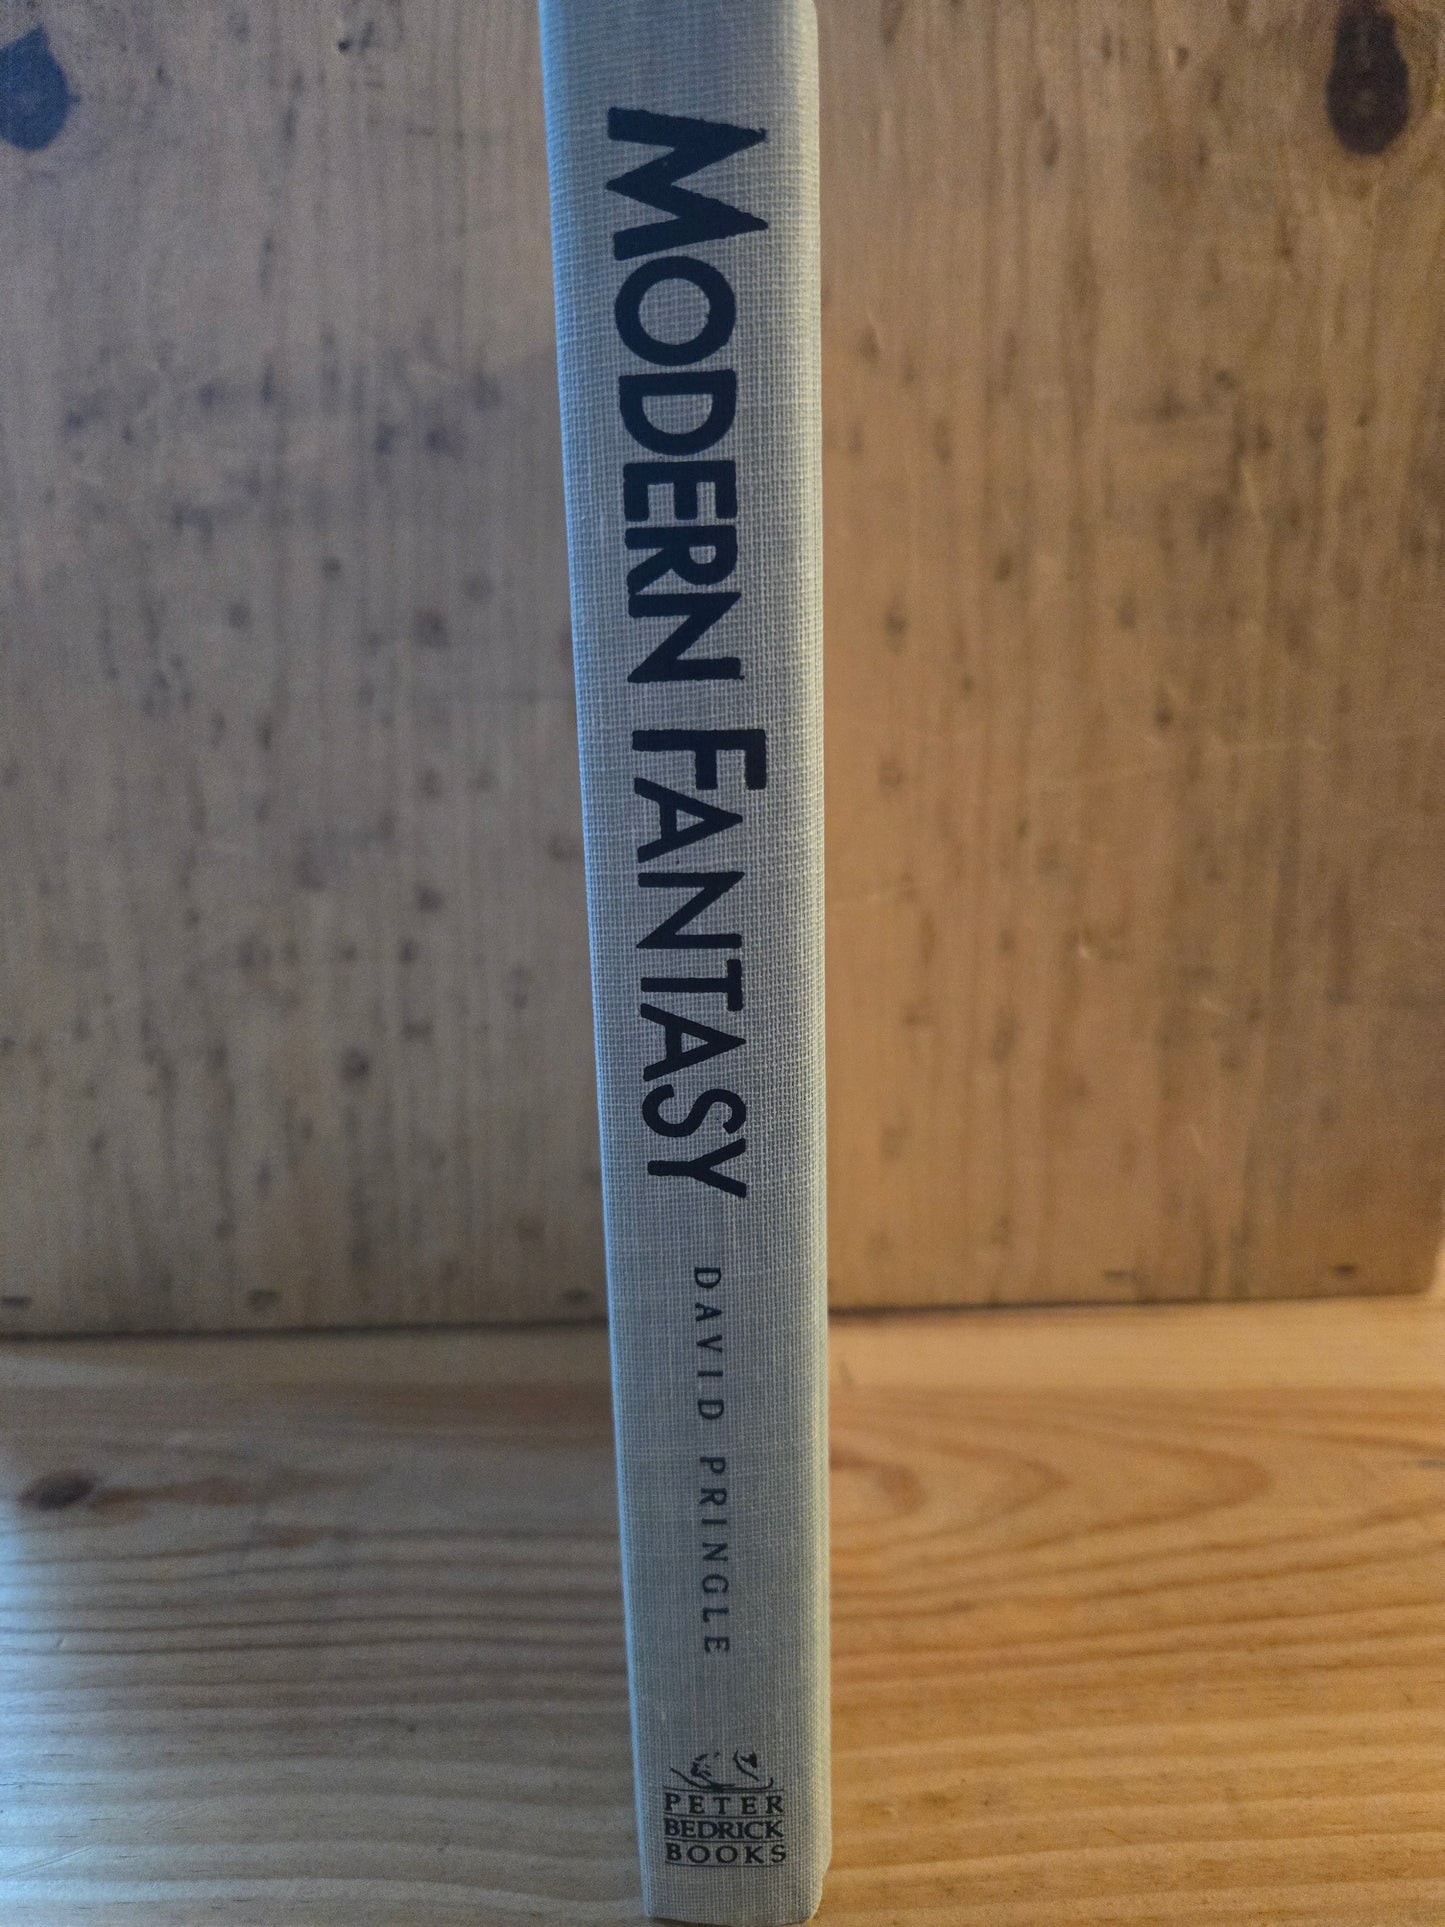 MODERN FANTASY
DAVID PRINGLE
PETER
BEDRICK
BOOKS